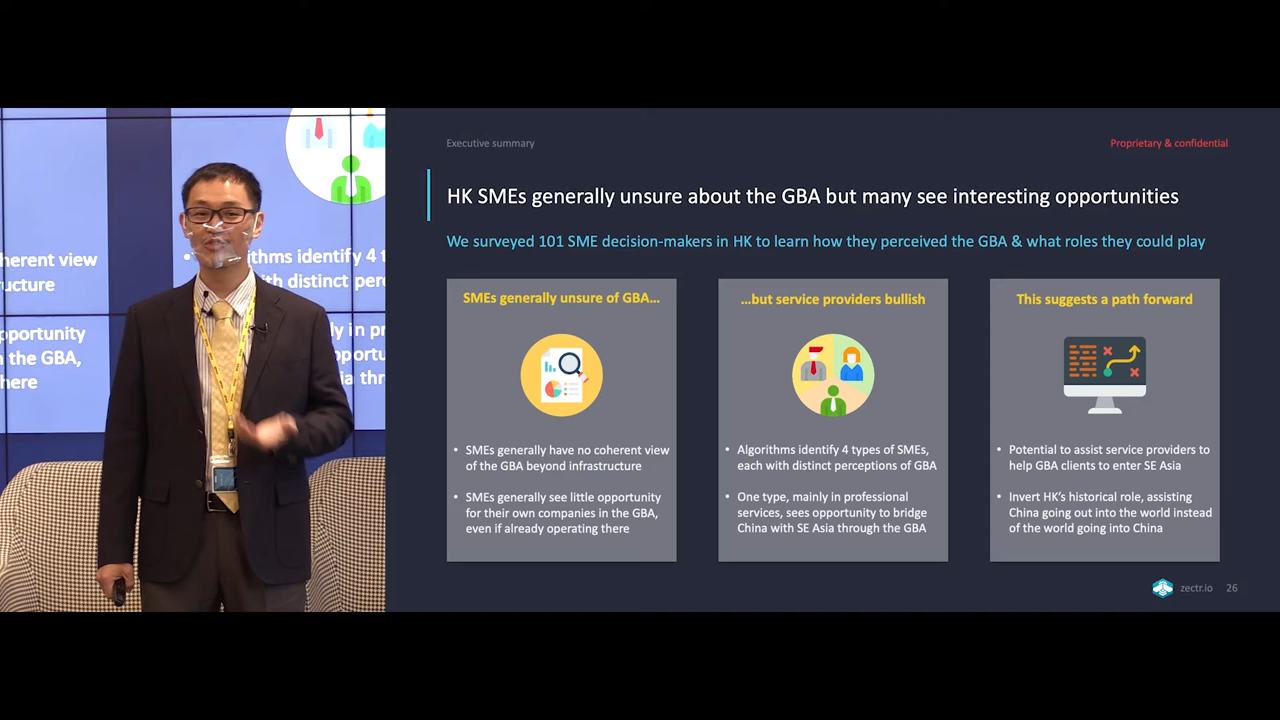 Executive summary
Proprietary & confidential
HK SMEs generally unsure about the GBA but many see interesting opportunities
We surveyed 101 SME decision-makers in HK to learn how they perceived the GBA & what roles they could play
SMEs generally unsure of GBA...
• SMEs generally have no coherent view
of the GBA beyond infrastructure
• SMEs generally see little opportunity
for their own companies in the GBA,
even if already operating there
...but service providers bullish
• Algorithms identify 4 types of SMEs,
each with distinct perceptions of GBA
• One type, mainly in professional
services, sees opportunity to bridge
China with SE Asia through the GBA
This suggests a path forward
• Potential to assist service providers to
help GBA clients to enter SE Asia
• Invert HK's historical role, assisting
China going out into the world instead
of the world going into China
zectr.io 26
herent view
ucture
pportunity
the GBA,
here
thms identify 4 t
th distinct perc
ly in pr
pportu
ia thr